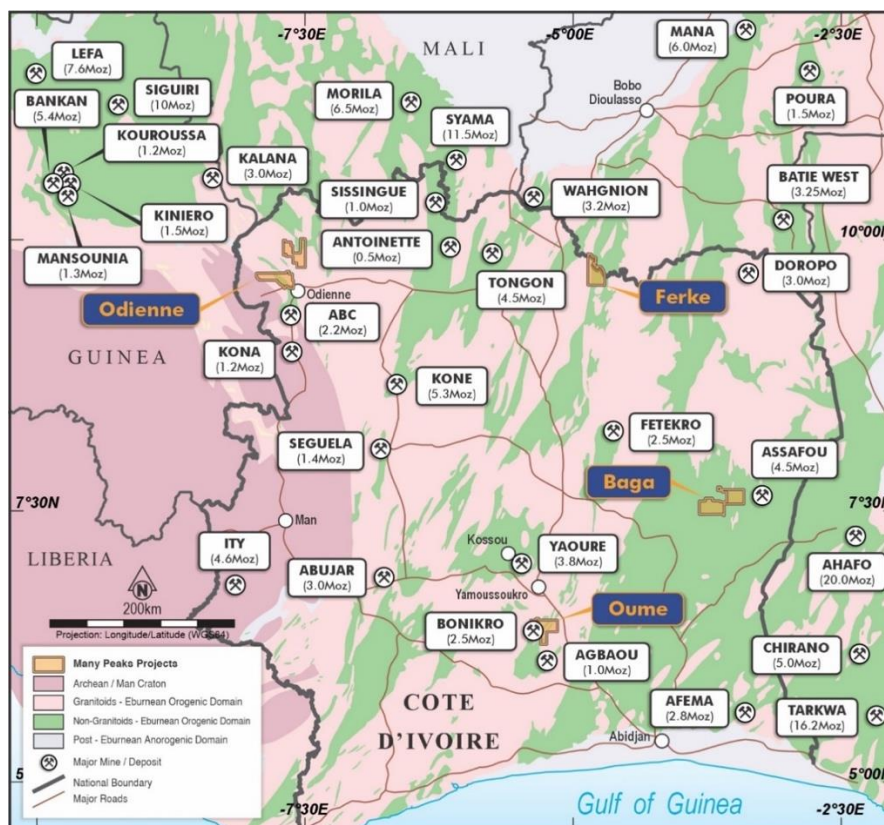 -7°30E
-5°00E
-2°30E
MALI
MANA
(6.0Moz)
LEFA
(7.6Moz)
SIGUIRI
(10Moz)
BANKAN
(5.4Moz)
MORILA
(6.5Moz)
Bobo
Dioulasso
POURA
(1.5Moz)
KOUROUSSA
(1.2Moz)
SYAMA
(11.5Moz)
KALANA
(3.0Moz)
SISSINGUE
(1.0Moz)
WAHGNION
(3.2Moz)
BATIE WEST
(3.25Moz)
KINIERO
(1.5Moz)
MANSOUNIA
(1.3Moz)
ANTOINETTE
(0.5Moz)
10°00E
TONGON
(4.5Moz)
DOROPO
(3.0Moz)
Odienne
Odienne
Ferke
ABC
(2.2Moz)
GUINEA
KONA
(1.2Moz)
KONE
(5.3Moz)
SEGUELA
(1.4Moz)
FETEKRO
(2.5Moz)
ASSAFOU
(4.5Moz)
Baga
7°30N
7°30N
Man
LIBERIA
ITY
(4.6Moz)
Kossou
YAOURE
(3.8Moz)
AHAFO
(20.0Moz)
ABUJAR
(3.0Moz)
Yamoussoukro
N
200km
Projection: Longitude/Latitude (WGS84)
BONIKRO
(2.5Moz)
Oume
AGBAOU
(1.0Moz)
CHIRANO
(5.0Moz)
COTE
D'IVOIRE
AFEMA
(2.8Moz)
TARKWA
(16.2Moz)
Abidjan
Many Peaks Projects
Archean / Man Craton
Granitoids - Eburnean Orogenic Domain
Non-Granitoids - Eburnean Orogenic Domain
Post - Eburnean Anorogenic Domain
Major Mine / Deposit
National Boundary
Major Roads
5
5°00E
Gulf of Guinea
-7°30E
-2°30E